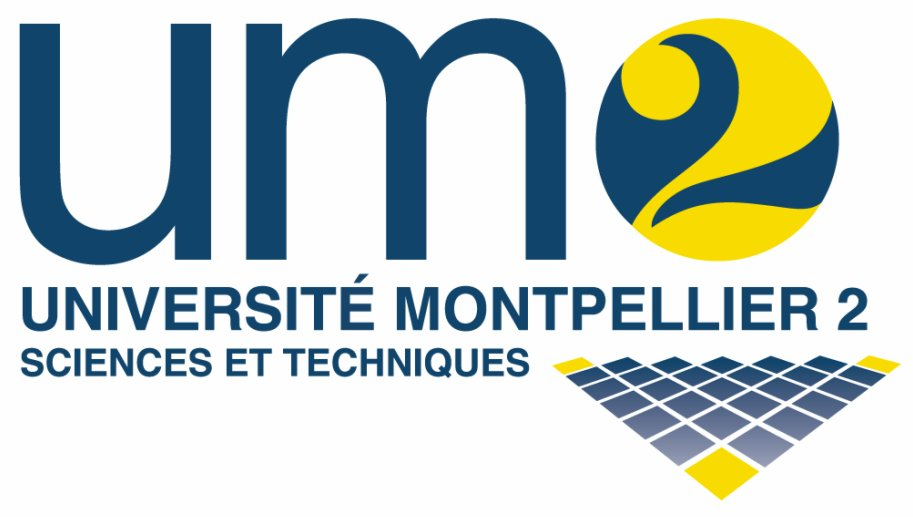 um2
UNIVERSITÉ MONTPELLIER 2
SCIENCES ET TECHNIQUES